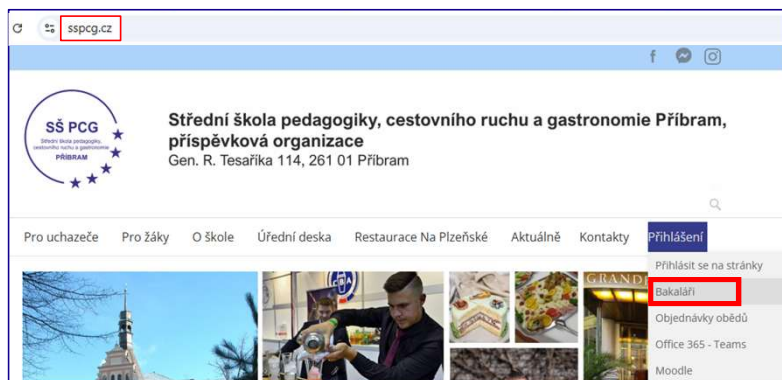 sspcg.cz
f
SŠ PCG
Střední škola pedagogiky,
cestovního ruchu a gastronomie
PŘÍBRAM
Střední škola pedagogiky, cestovního ruchu a gastronomie Příbram,
příspěvková organizace
Gen. R. Tesaříka 114, 261 01 Příbram
Pro uchazeče Pro žáky O škole Úřední deska Restaurace Na Plzeňské Aktuálně Kontakty Přihlášení
Přihlásit se na stránky
Bakaláři
Objednávky obědů
Office 365 - Teams
Moodle
CBA
GRAND